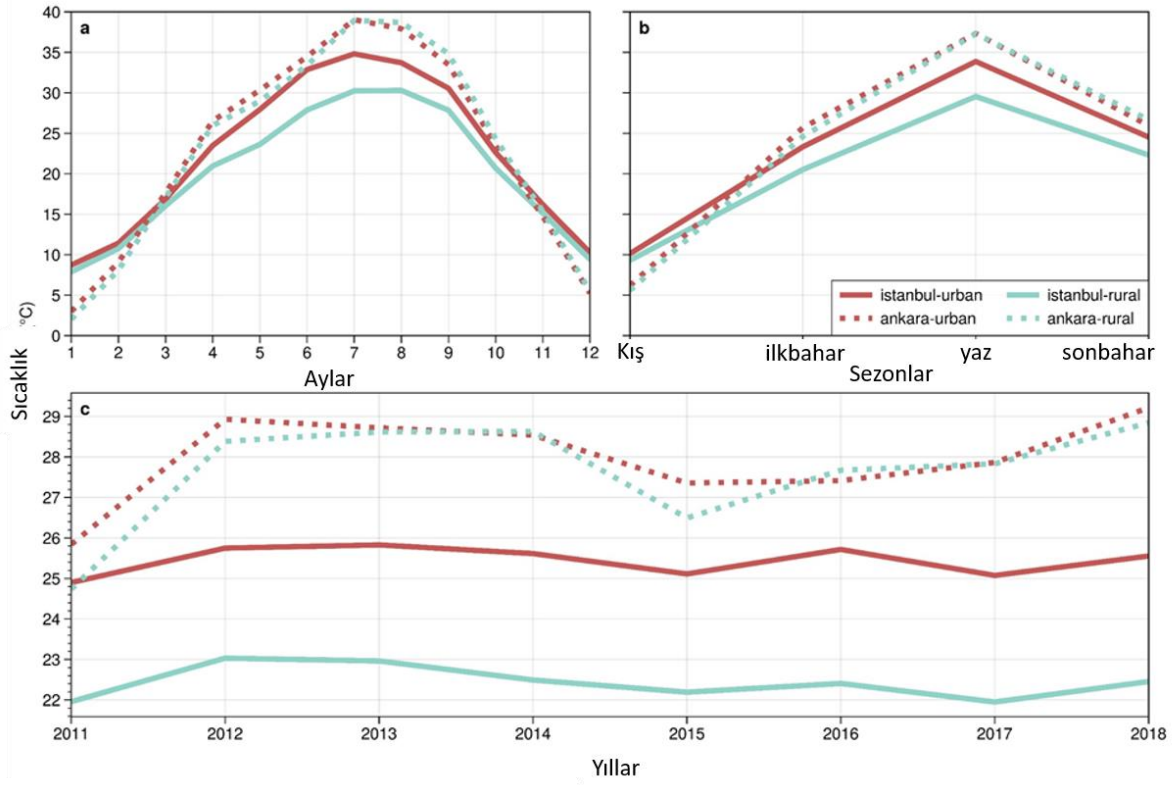 a
40
35
30
25
20
15
10
5
0
1 2 3 4 5 6 7 8 9 10 11 12
Aylar
b
istanbul-urban istanbul-rural
ankara-urban ankara-rural
Kış ilkbahar yaz sonbahar
Sezonlar
Sıcaklık °C)
c
29
28
27
26
25
24
23
22
2011 2012 2013 2014 2015 2016 2017 2018
Yıllar